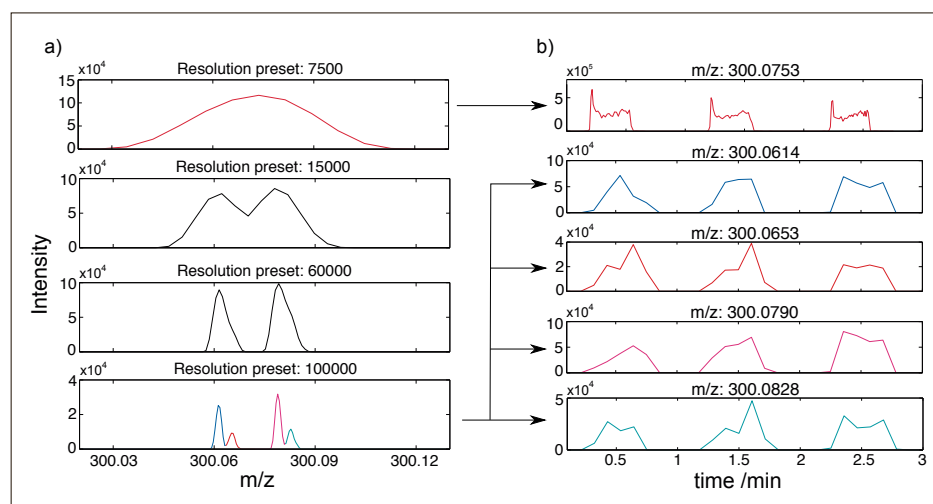 a)
Resolution preset: 7500
x10⁴
15
10
5
0
Resolution preset: 15000
x10⁴
10
5
0
Resolution preset: 60000
x10⁴
10
5
0
Resolution preset: 100000
x10⁴
4
2
0
300.03 300.06 300.09 300.12
m/z
Intensity
b)
m/z: 300.0753
x10⁵
5
0
m/z: 300.0614
x10⁴
10
5
0
m/z: 300.0653
x10⁴
4
2
0
m/z: 300.0790
x10⁴
10
5
0
m/z: 300.0828
x10⁴
5
0
0.5 1 1.5 2 2.5 3
time /min